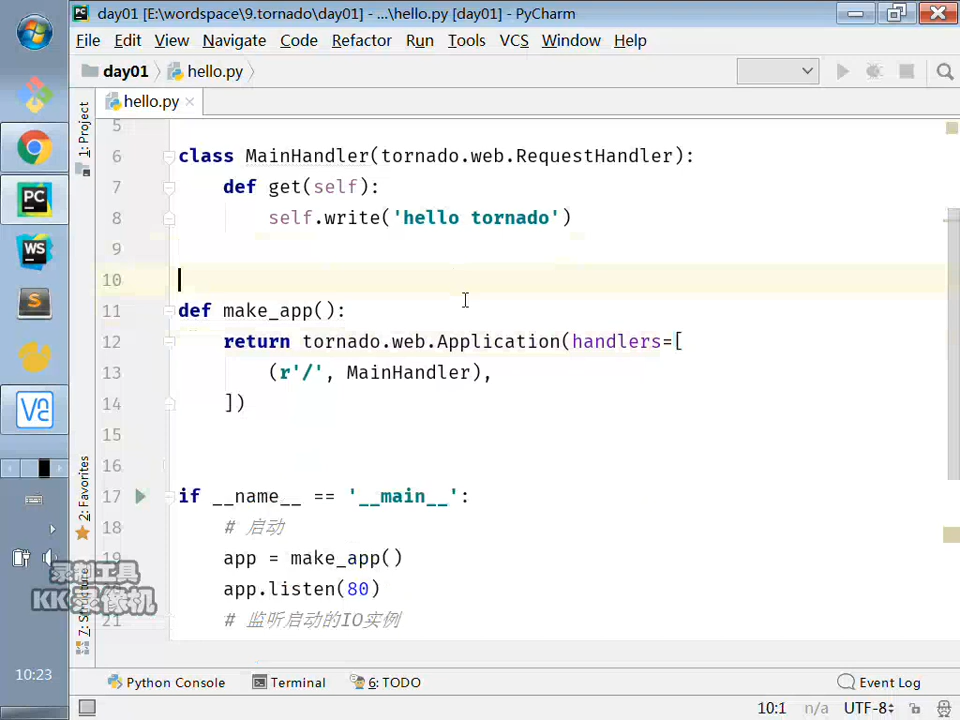 day01 [E:\wordspace\9.tornado\day01] - ...\hello.py [day01] - PyCharm
File Edit View Navigate Code Refactor Run Tools VCS Window Help
day01 hello.py
hello.py
1: Project
2: Favorites
7: Structure
5
6 class MainHandler(tornado.web.RequestHandler):
7 def get(self):
8 self.write('hello tornado')
9
10
11 def make_app():
12 return tornado.web.Application(handlers=[
13 (r'/', MainHandler),
14 ])
15
16
17 if __name__ == '__main__':
18 # 启动
19 app = make_app()
app.listen(80)
21 # 监听启动的IO实例
录制工具
KK录像机
10:23
Python Console Terminal 6: TODO Event Log
10:1 n/a UTF-8
PC
WS
S